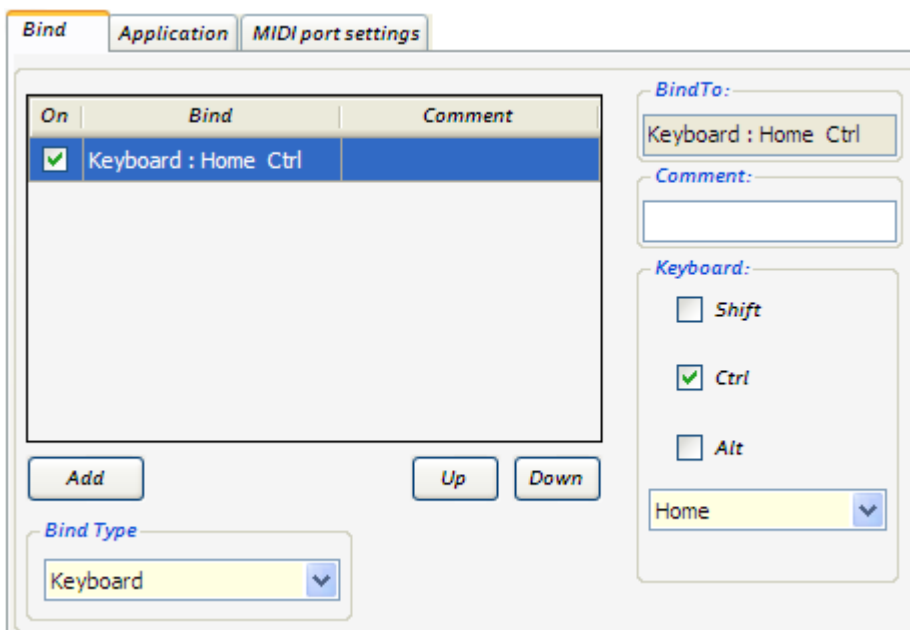 Bind Application MIDI port settings
On Bind Comment
Keyboard : Home Ctrl
BindTo:
Keyboard : Home Ctrl
Comment:
Keyboard:
Shift
Ctrl
Alt
Home
Add Up Down
Bind Type
Keyboard